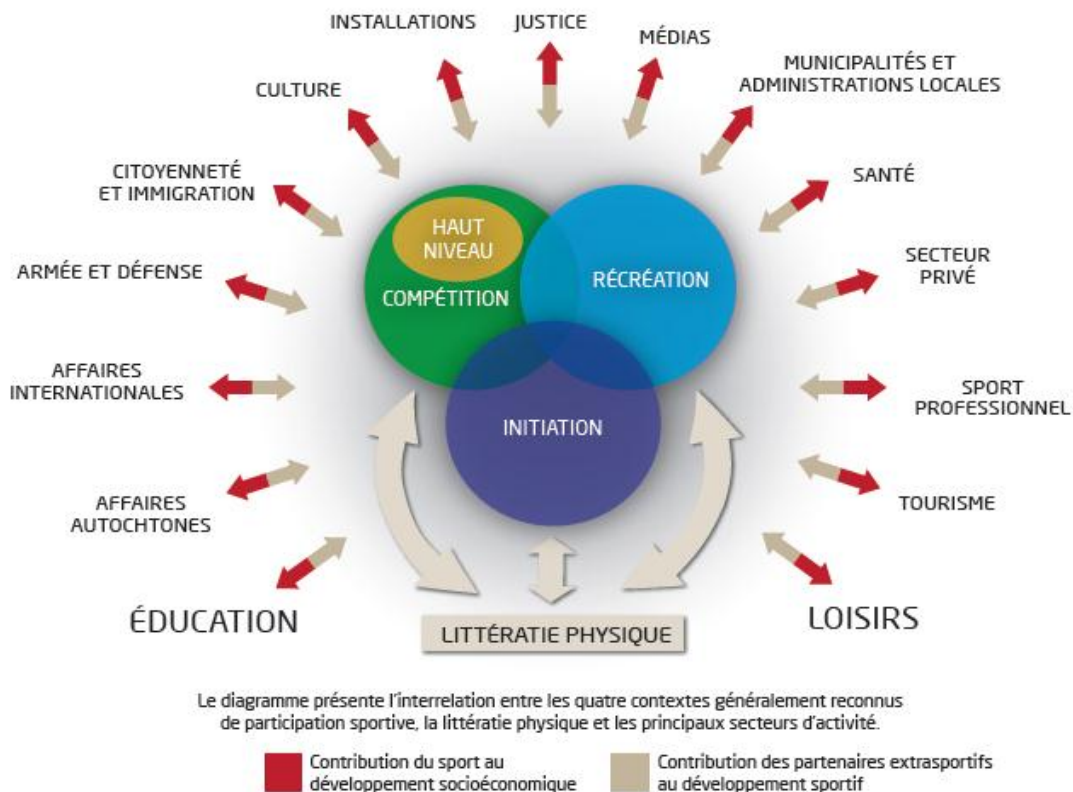 INSTALLATIONS
JUSTICE
MÉDIAS
CULTURE
MUNICIPALITÉS ET
ADMINISTRATIONS LOCALES
CITOYENNETÉ
ET IMMIGRATION
SANTÉ
HAUT
NIVEAU
COMPÉTITION
RÉCRÉATION
ARMÉE ET DÉFENSE
SECTEUR
PRIVÉ
AFFAIRES
INTERNATIONALES
SPORT
PROFESSIONNEL
INITIATION
AFFAIRES
AUTOCHTONES
TOURISME
ÉDUCATION
LOISIRS
LITTÉRATIE PHYSIQUE
Le diagramme présente l'interrelation entre les quatre contextes généralement reconnus
de participation sportive, la littératie physique et les principaux secteurs d'activité.
Contribution du sport au
développement socioéconomique
Contribution des partenaires extrasportifs
au développement sportif